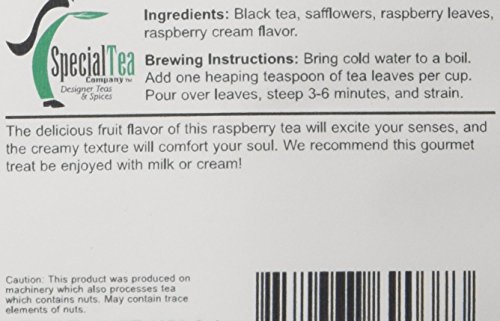 Ingredients: Black tea, safflowers, raspberry leaves,
raspberry cream flavor.
SpecialTea
Company TM
Designer Teas
& Spices
Brewing Instructions: Bring cold water to a boil.
Add one heaping teaspoon of tea leaves per cup.
Pour over leaves, steep 3-6 minutes, and strain.
The delicious fruit flavor of this raspberry tea will excite your senses, and
the creamy texture will comfort your soul. We recommend this gourmet
treat be enjoyed with milk or cream!
Caution: This product was produced on
machinery which also processes tea
which contains nuts. May contain trace
elements of nuts.